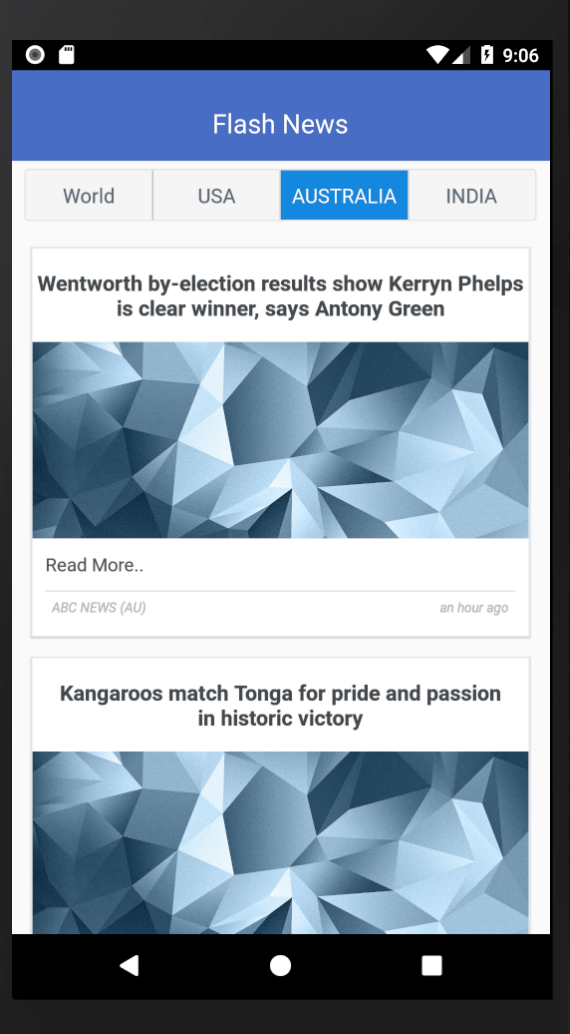 9:06
Flash News
World USA AUSTRALIA INDIA
Wentworth by-election results show Kerryn Phelps
is clear winner, says Antony Green
Read More..
ABC NEWS (AU) an hour ago
Kangaroos match Tonga for pride and passion
in historic victory